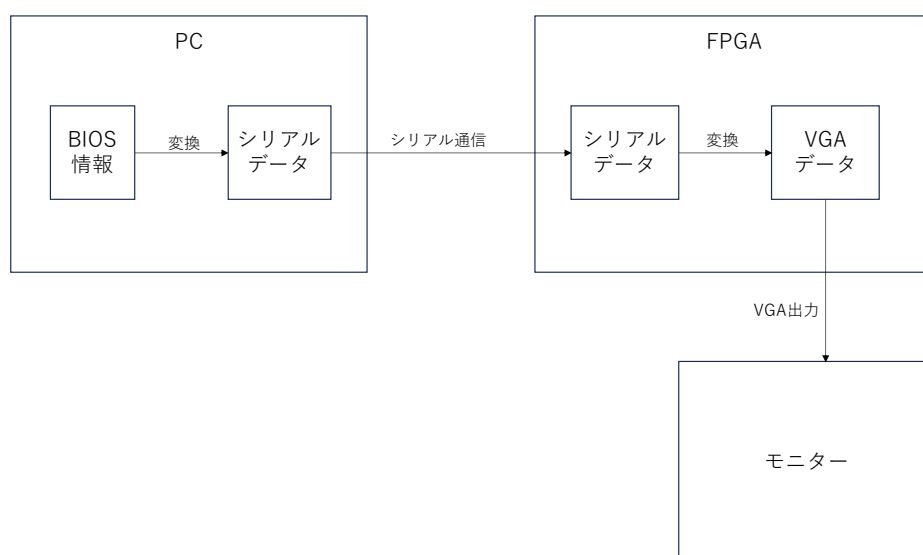 PC
FPGA
BIOS
情報
変換
シリアル
データ
シリアル通信
シリアル
データ
変換
VGA
データ
VGA出力
モニター